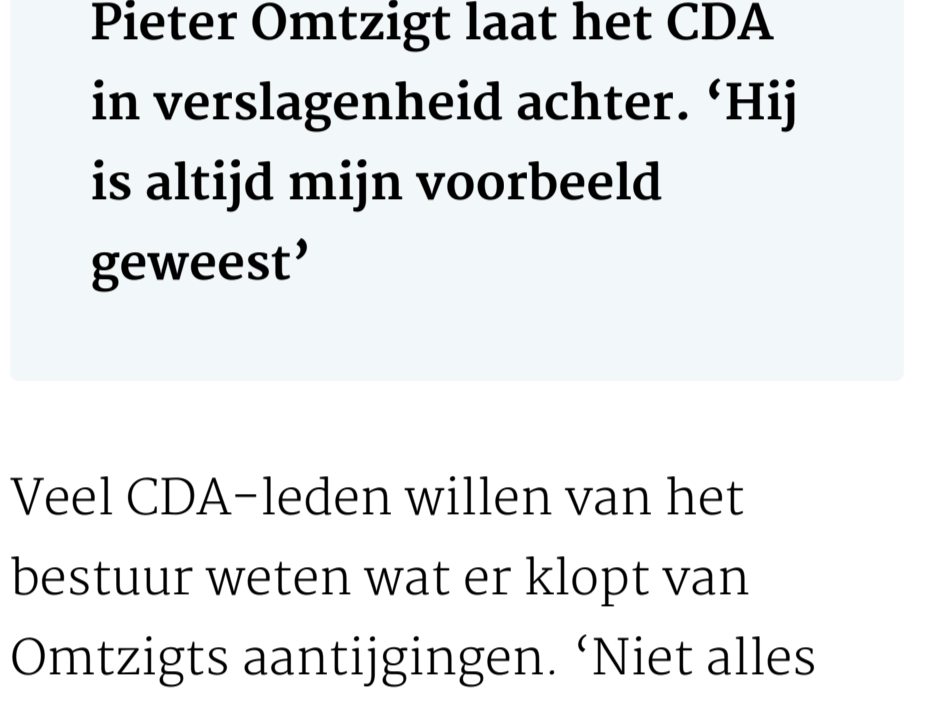 Pieter Omtzigt laat het CDA
in verslagenheid achter. ‘Hij
is altijd mijn voorbeeld
geweest’
Veel CDA-leden willen van het
bestuur weten wat er klopt van
Omtzigts aantijgingen. ‘Niet alles